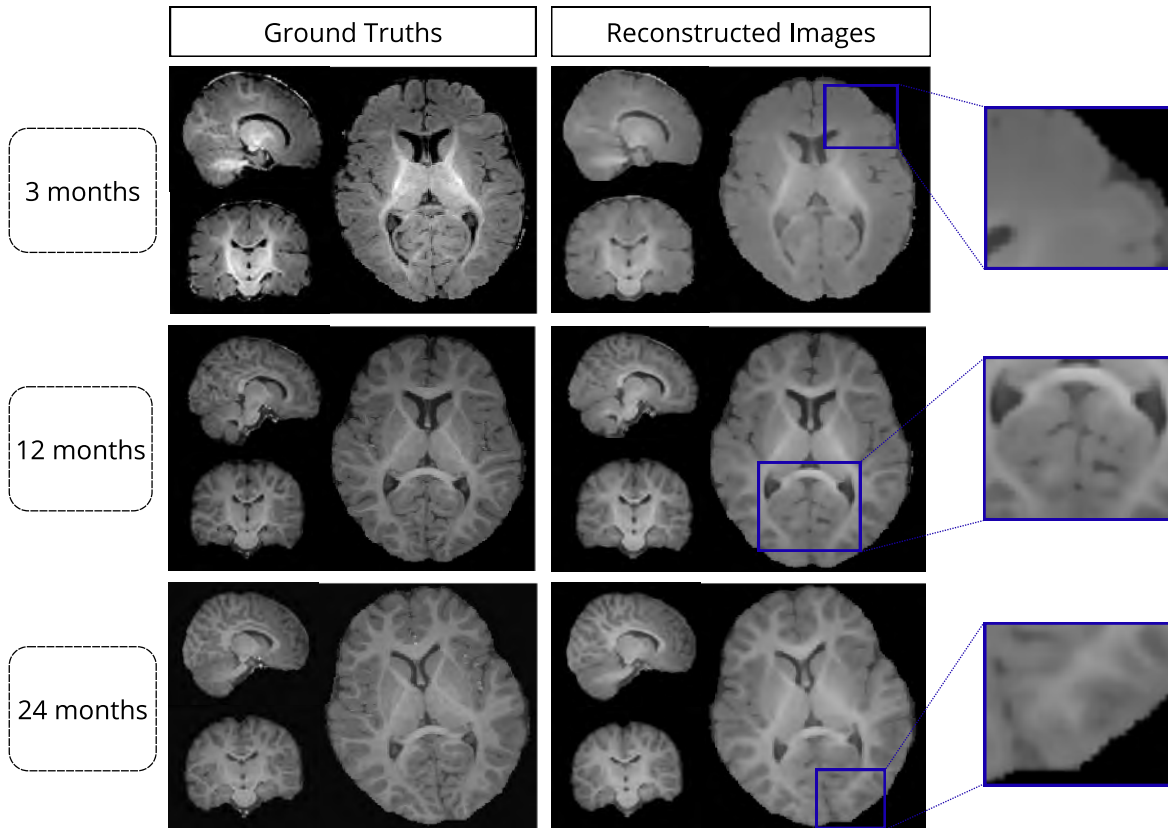 Ground Truths
Reconstructed Images
3 months
12 months
24 months